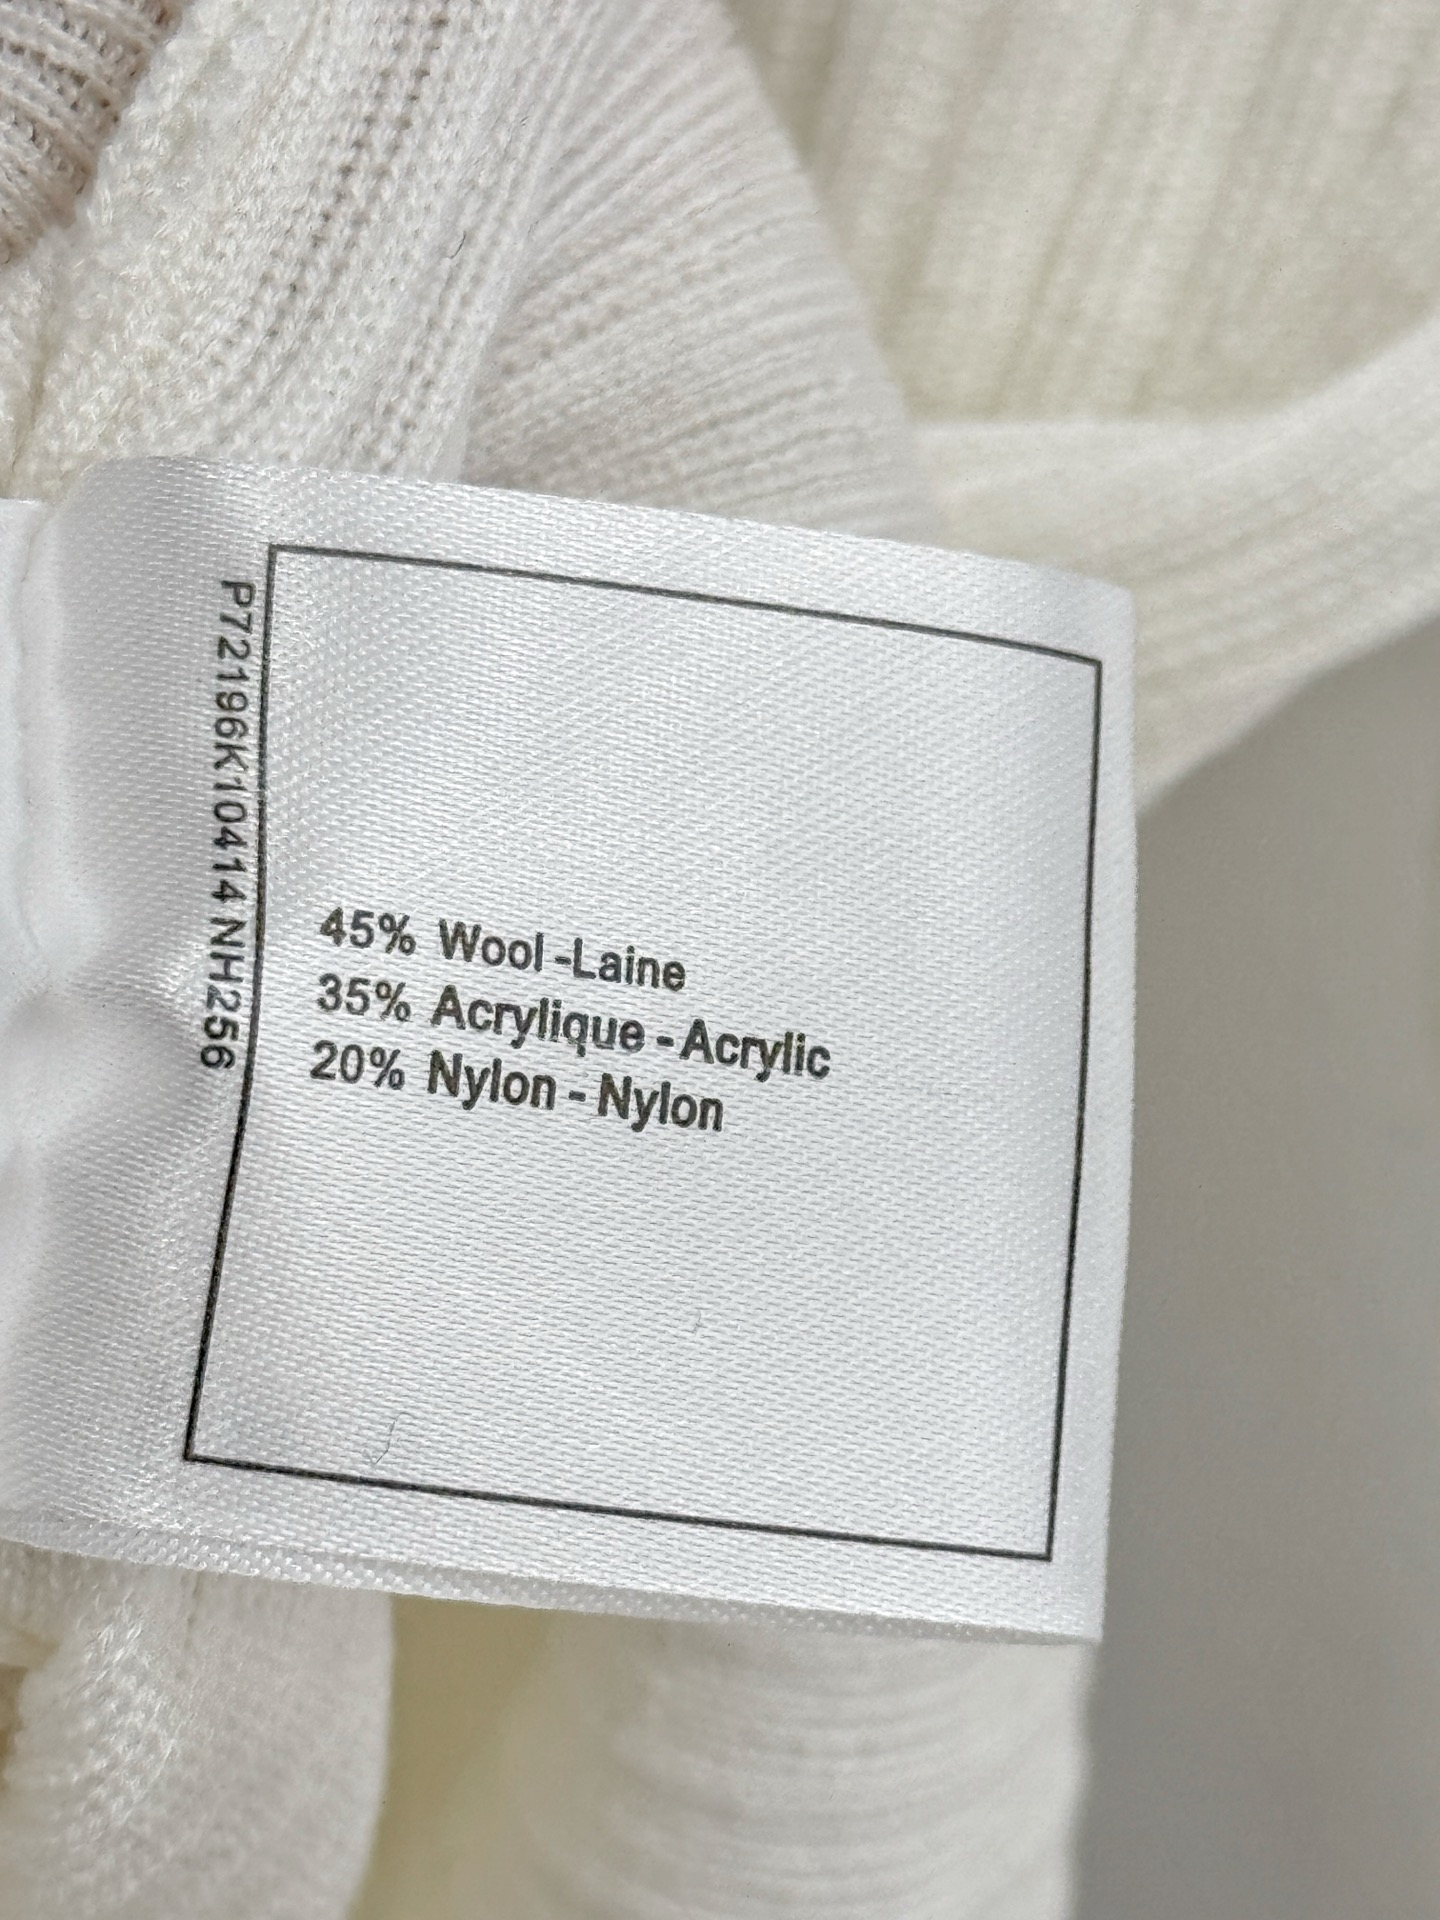 P72196K10414 NH256
45% Wool -Laine
35% Acrylique - Acrylic
20% Nylon - Nylon